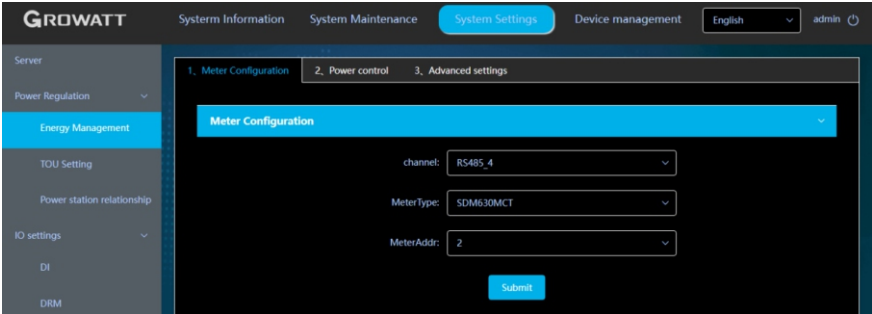 GROWATT
Systerm Information
System Maintenance
System Settings
Device management
English
admin
Server
Power Regulation
Energy Management
TOU Setting
Power station relationship
IO settings
DI
DRM
1、Meter Configuration
2、Power control
3、Advanced settings
Meter Configuration
channel: RS485_4
MeterType: SDM630MCT
MeterAddr: 2
Submit